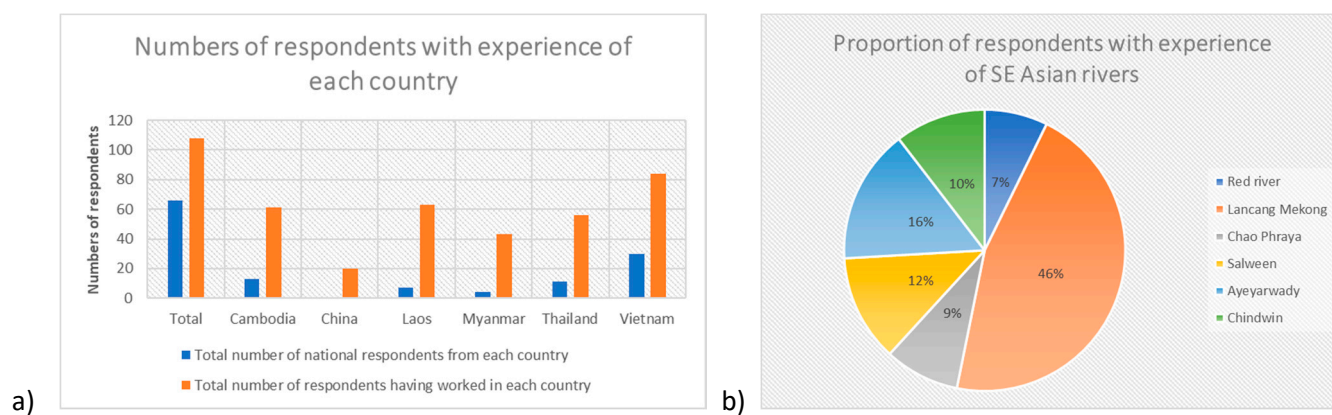 Numbers of respondents with experience of
each country
Numbers of respondents
120
100
80
60
40
20
0
Total
Cambodia
China
Laos
Myanmar
Thailand
Vietnam
Total number of national respondents from each country
Total number of respondents having worked in each country
a)
Proportion of respondents with experience
of SE Asian rivers
10%
7%
16%
46%
12%
9%
Red river
Lancang Mekong
Chao Phraya
Salween
Ayeyarwady
Chindwin
b)